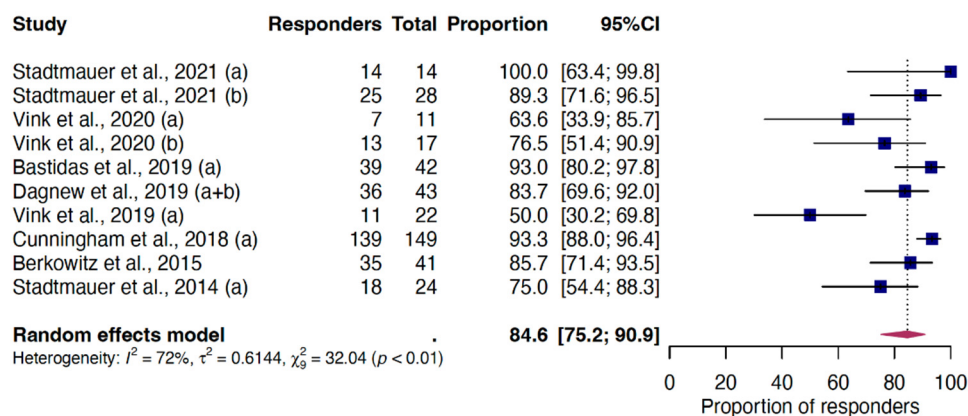 Study Responders Total Proportion 95%CI
Stadtmauer et al., 2021 (a) 14 14 100.0 [63.4; 99.8]
Stadtmauer et al., 2021 (b) 25 28 89.3 [71.6; 96.5]
Vink et al., 2020 (a) 7 11 63.6 [33.9; 85.7]
Vink et al., 2020 (b) 13 17 76.5 [51.4; 90.9]
Bastidas et al., 2019 (a) 39 42 93.0 [80.2; 97.8]
Dagnew et al., 2019 (a+b) 36 43 83.7 [69.6; 92.0]
Vink et al., 2019 (a) 11 22 50.0 [30.2; 69.8]
Cunningham et al., 2018 (a) 139 149 93.3 [88.0; 96.4]
Berkowitz et al., 2015 35 41 85.7 [71.4; 93.5]
Stadtmauer et al., 2014 (a) 18 24 75.0 [54.4; 88.3]
Random effects model . 84.6 [75.2; 90.9]
Heterogeneity: I² = 72%, τ² = 0.6144, χ²₉ = 32.04 (p < 0.01)
0 20 40 60 80 100
Proportion of responders